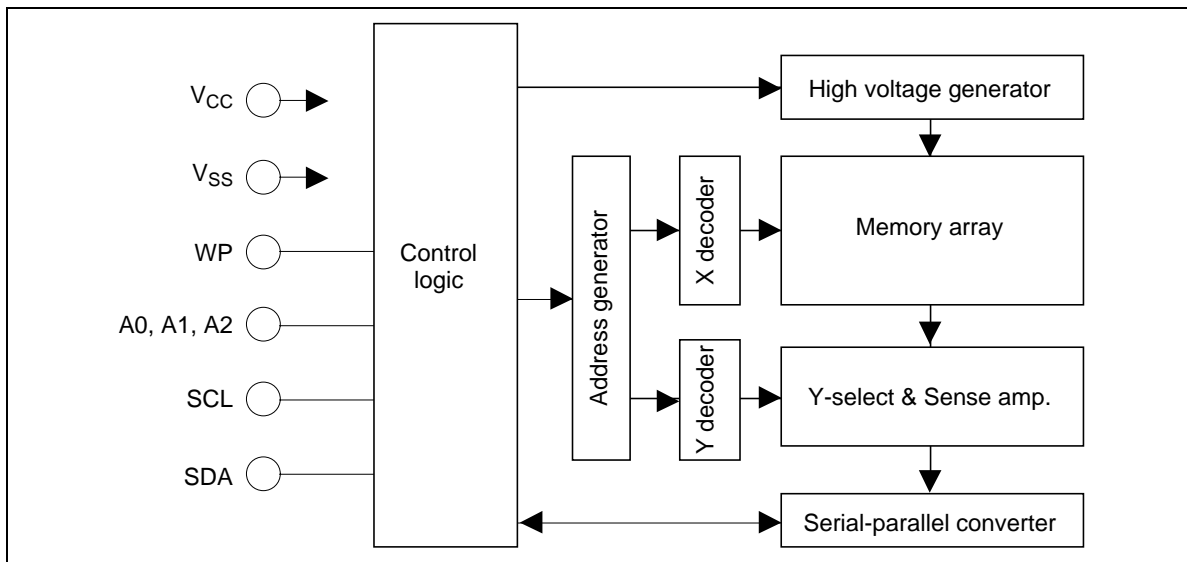 VCC
VSS
WP
A0, A1, A2
SCL
SDA
Control
logic
Address generator
X decoder
Y decoder
High voltage generator
Memory array
Y-select & Sense amp.
Serial-parallel converter